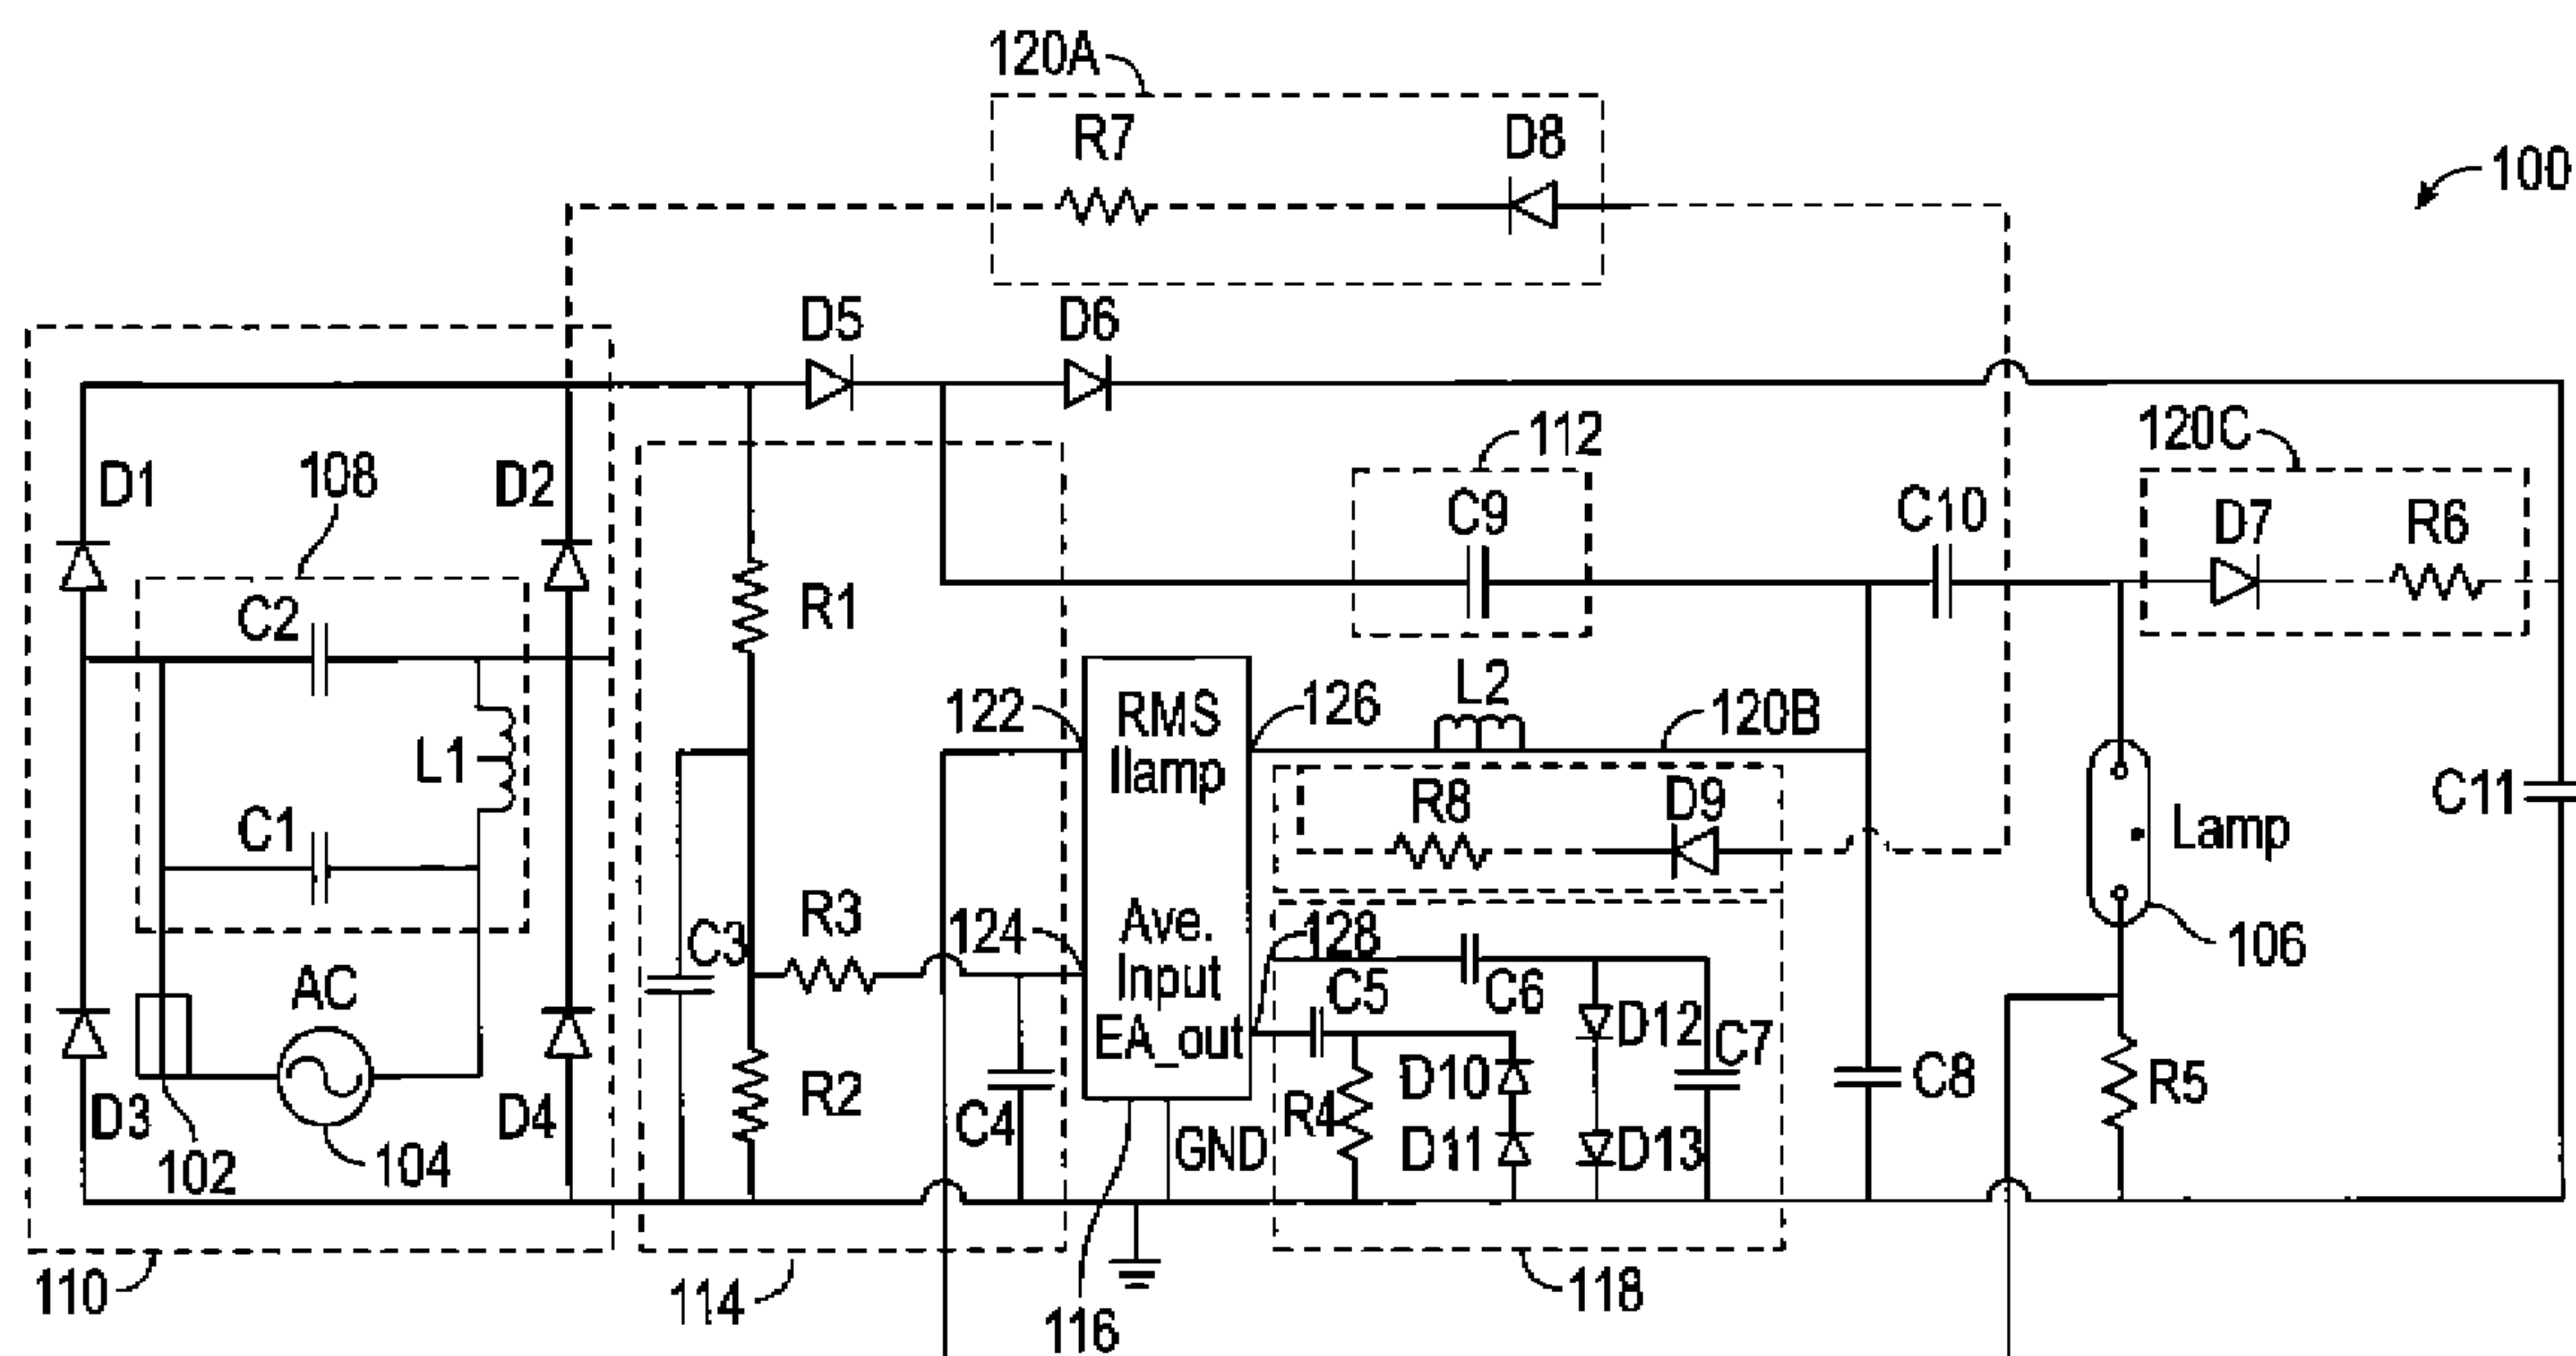 120A
R7
D8
100
D5
D6
112
120C
D1
108
D2
C9
C10
D7
R6
C2
R1
122
RMS
Ilamp
L2
126
120B
L1
R8
D9
C11
C1
Lamp
C3
R3
124
Ave.
Input
EA_out
128
C5
C6
106
AC
D12
D10
C7
C8
R5
D3
D4
R2
C4
GND
R4
D11
D13
102
104
110
114
116
118